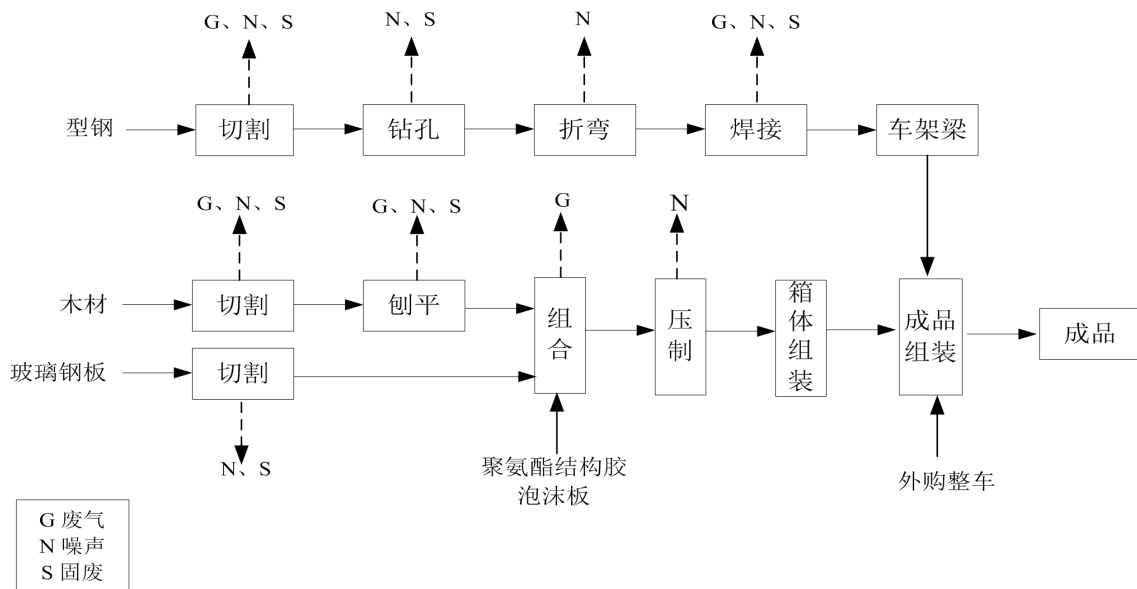 G、N、S
N、S
N
G、N、S
型钢
切割
钻孔
折弯
焊接
车架梁
G、N、S
G、N、S
G
N
木材
切割
刨平
组合
压制
箱体组装
成品
组装
成品
玻璃钢板
切割
N、S
聚氨酯结构胶
泡沫板
外购整车
G 废气
N 噪声
S 固废